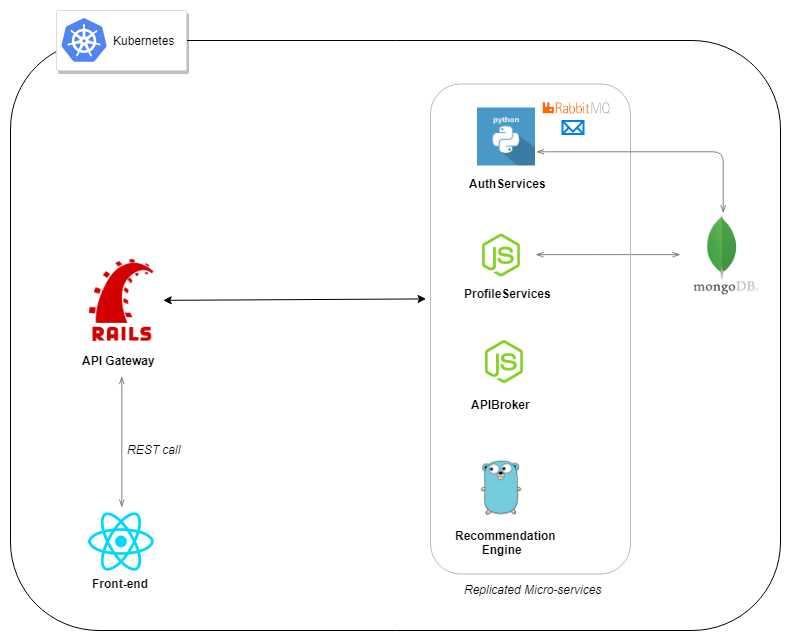 Kubernetes
RabbitMQ
python
AuthServices
JS
ProfileServices
mongoDB.
RAILS
API Gateway
JS
APIBroker
REST call
Recommendation
Engine
Front-end
Replicated Micro-services